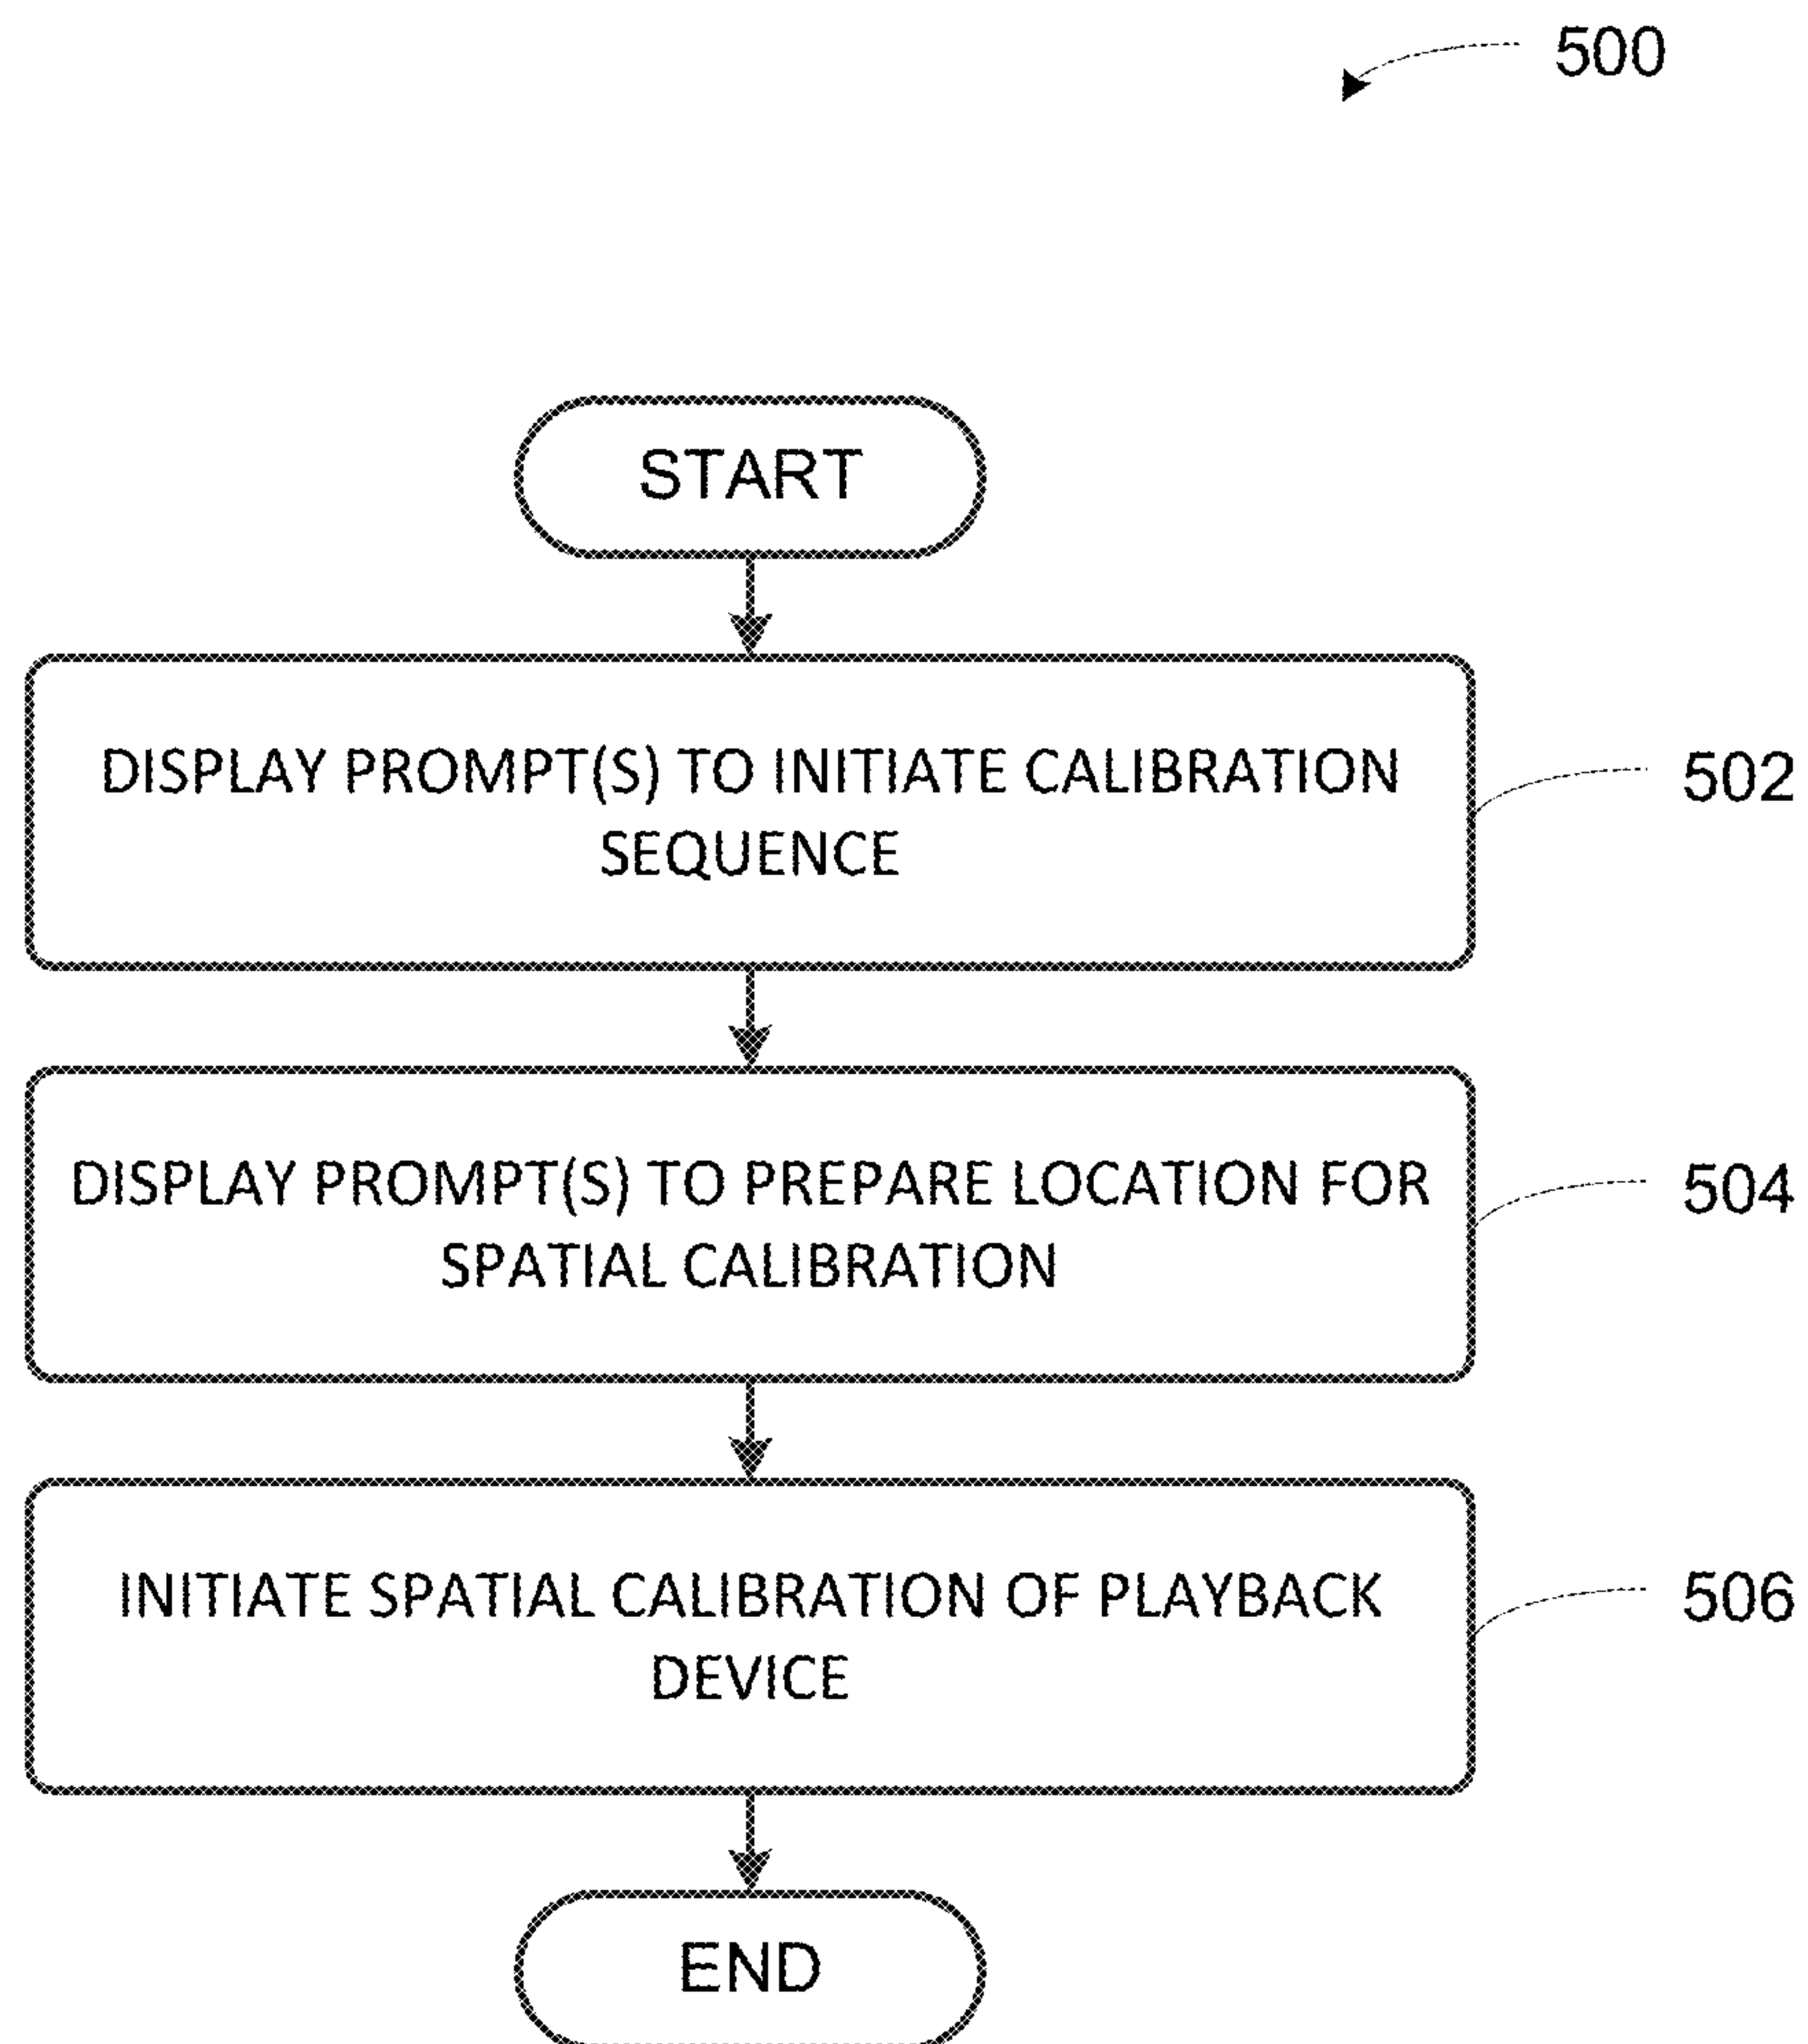 500
START
DISPLAY PROMPT(S) TO INITIATE CALIBRATION
SEQUENCE
502
DISPLAY PROMPT(S) TO PREPARE LOCATION FOR
SPATIAL CALIBRATION
504
INITIATE SPATIAL CALIBRATION OF PLAYBACK
DEVICE
506
END